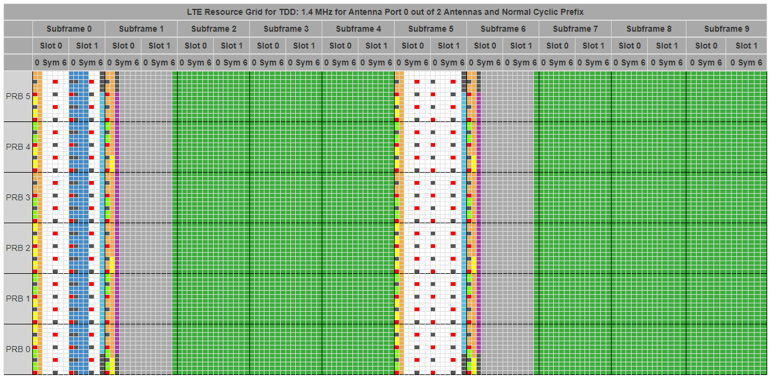 LTE Resource Grid for TDD: 1.4 MHz for Antenna Port 0 out of 2 Antennas and Normal Cyclic Prefix
Subframe 0 Subframe 1 Subframe 2 Subframe 3 Subframe 4 Subframe 5 Subframe 6 Subframe 7 Subframe 8 Subframe 9
Slot 0 Slot 1 Slot 0 Slot 1 Slot 0 Slot 1 Slot 0 Slot 1 Slot 0 Slot 1 Slot 0 Slot 1 Slot 0 Slot 1 Slot 0 Slot 1 Slot 0 Slot 1 Slot 0 Slot 1
0 Sym 6 0 Sym 6 0 Sym 6 0 Sym 6 0 Sym 6 0 Sym 6 0 Sym 6 0 Sym 6 0 Sym 6 0 Sym 6 0 Sym 6 0 Sym 6 0 Sym 6 0 Sym 6 0 Sym 6 0 Sym 6 0 Sym 6 0 Sym 6 0 Sym 6 0 Sym 6
PRB 5
PRB 4
PRB 3
PRB 2
PRB 1
PRB 0